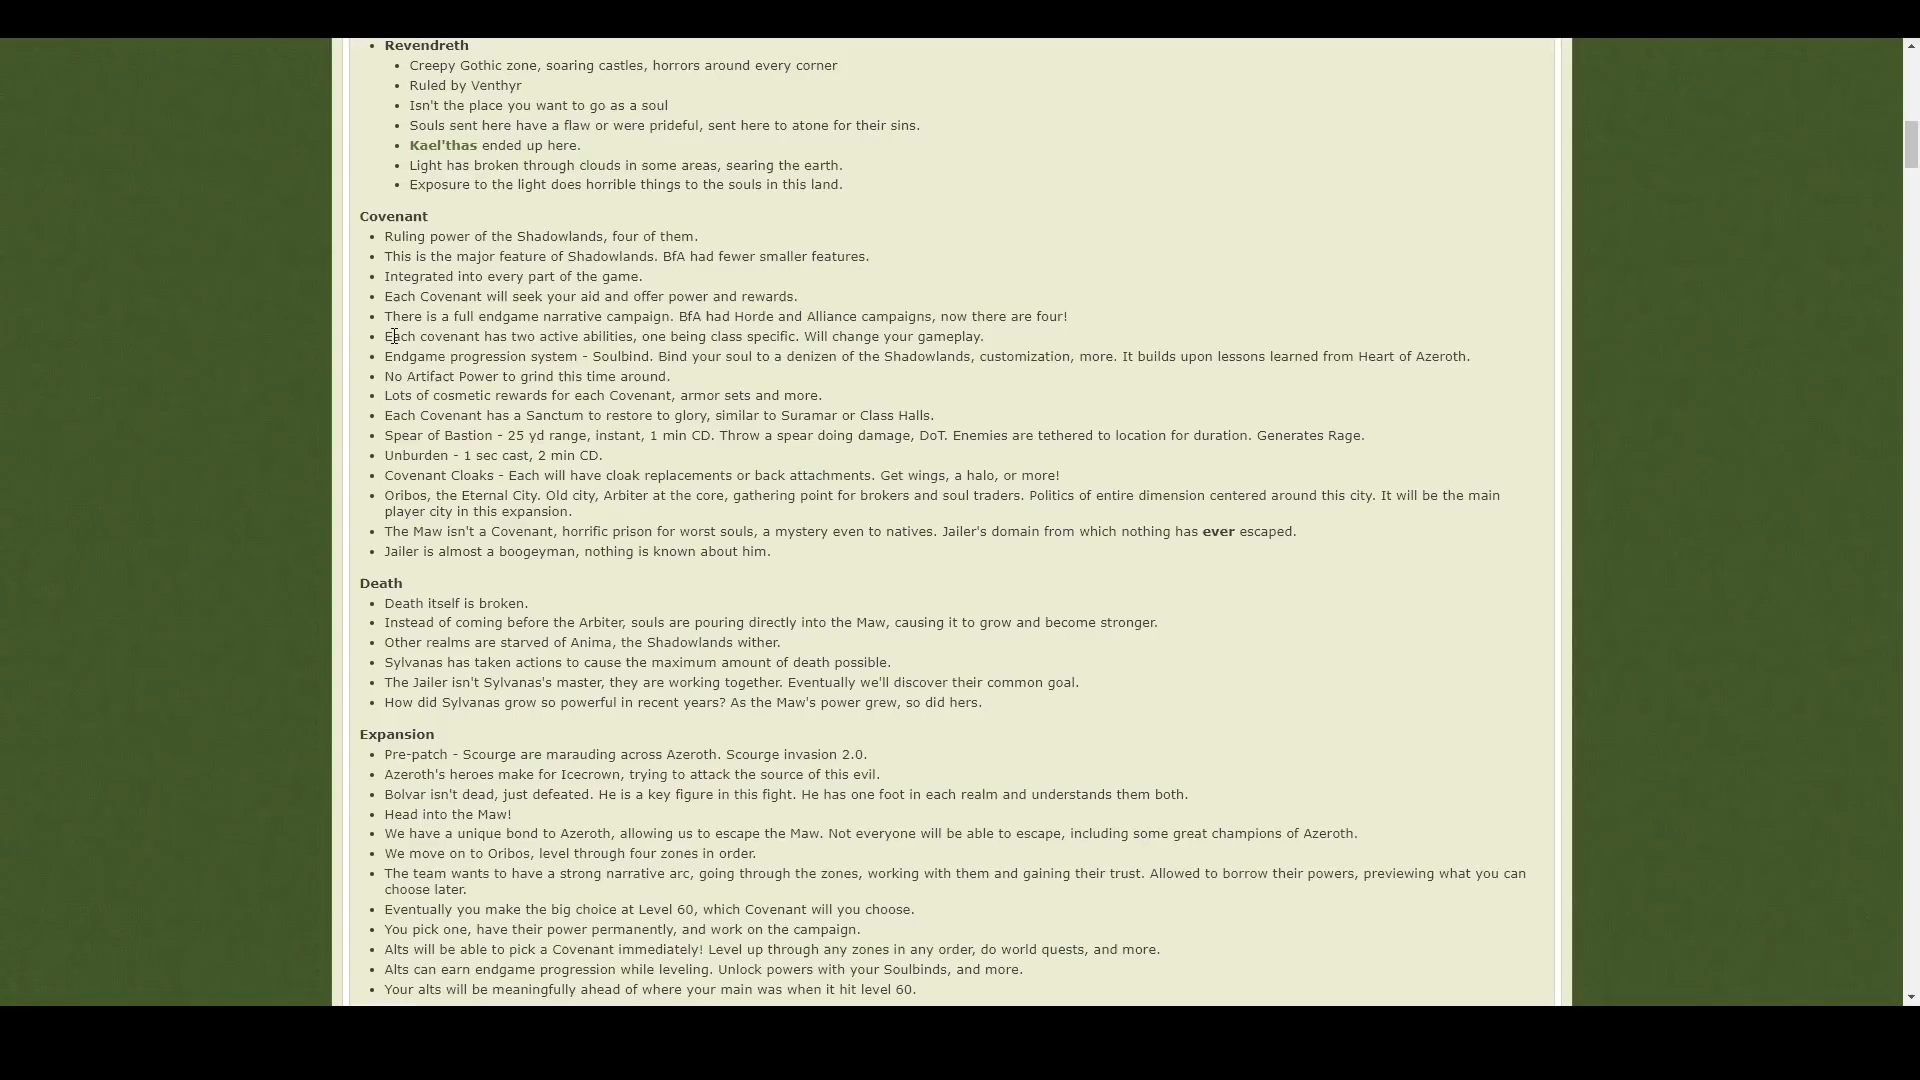 Revendreth
Creepy Gothic zone, soaring castles, horrors around every corner
Ruled by Venthyr
Isn't the place you want to go as a soul
Souls sent here have a flaw or were prideful, sent here to atone for their sins.
Kael'thas ended up here.
Light has broken through clouds in some areas, searing the earth.
Exposure to the light does horrible things to the souls in this land.
Covenant
Ruling power of the Shadowlands, four of them.
This is the major feature of Shadowlands. BfA had fewer smaller features.
Integrated into every part of the game.
Each Covenant will seek your aid and offer power and rewards.
There is a full endgame narrative campaign. BfA had Horde and Alliance campaigns, now there are four!
Each covenant has two active abilities, one being class specific. Will change your gameplay.
Endgame progression system - Soulbind. Bind your soul to a denizen of the Shadowlands, customization, more. It builds upon lessons learned from Heart of Azeroth.
No Artifact Power to grind this time around.
Lots of cosmetic rewards for each Covenant, armor sets and more.
Each Covenant has a Sanctum to restore to glory, similar to Suramar or Class Halls.
Spear of Bastion - 25 yd range, instant, 1 min CD. Throw a spear doing damage, DoT. Enemies are tethered to location for duration. Generates Rage.
Unburden - 1 sec cast, 2 min CD.
Covenant Cloaks - Each will have cloak replacements or back attachments. Get wings, a halo, or more!
Oribos, the Eternal City. Old city, Arbiter at the core, gathering point for brokers and soul traders. Politics of entire dimension centered around this city. It will be the main
player city in this expansion.
The Maw isn't a Covenant, horrific prison for worst souls, a mystery even to natives. Jailer's domain from which nothing has ever escaped.
Jailer is almost a boogeyman, nothing is known about him.
Death
Death itself is broken.
Instead of coming before the Arbiter, souls are pouring directly into the Maw, causing it to grow and become stronger.
Other realms are starved of Anima, the Shadowlands wither.
Sylvanas has taken actions to cause the maximum amount of death possible.
The Jailer isn't Sylvanas's master, they are working together. Eventually we'll discover their common goal.
How did Sylvanas grow so powerful in recent years? As the Maw's power grew, so did hers.
Expansion
Pre-patch - Scourge are marauding across Azeroth. Scourge invasion 2.0.
Azeroth's heroes make for Icecrown, trying to attack the source of this evil.
Bolvar isn't dead, just defeated. He is a key figure in this fight. He has one foot in each realm and understands them both.
Head into the Maw!
We have a unique bond to Azeroth, allowing us to escape the Maw. Not everyone will be able to escape, including some great champions of Azeroth.
We move on to Oribos, level through four zones in order.
The team wants to have a strong narrative arc, going through the zones, working with them and gaining their trust. Allowed to borrow their powers, previewing what you can
choose later.
Eventually you make the big choice at Level 60, which Covenant will you choose.
You pick one, have their power permanently, and work on the campaign.
Alts will be able to pick a Covenant immediately! Level up through any zones in any order, do world quests, and more.
Alts can earn endgame progression while leveling. Unlock powers with your Soulbinds, and more.
Your alts will be meaningfully ahead of where your main was when it hit level 60.